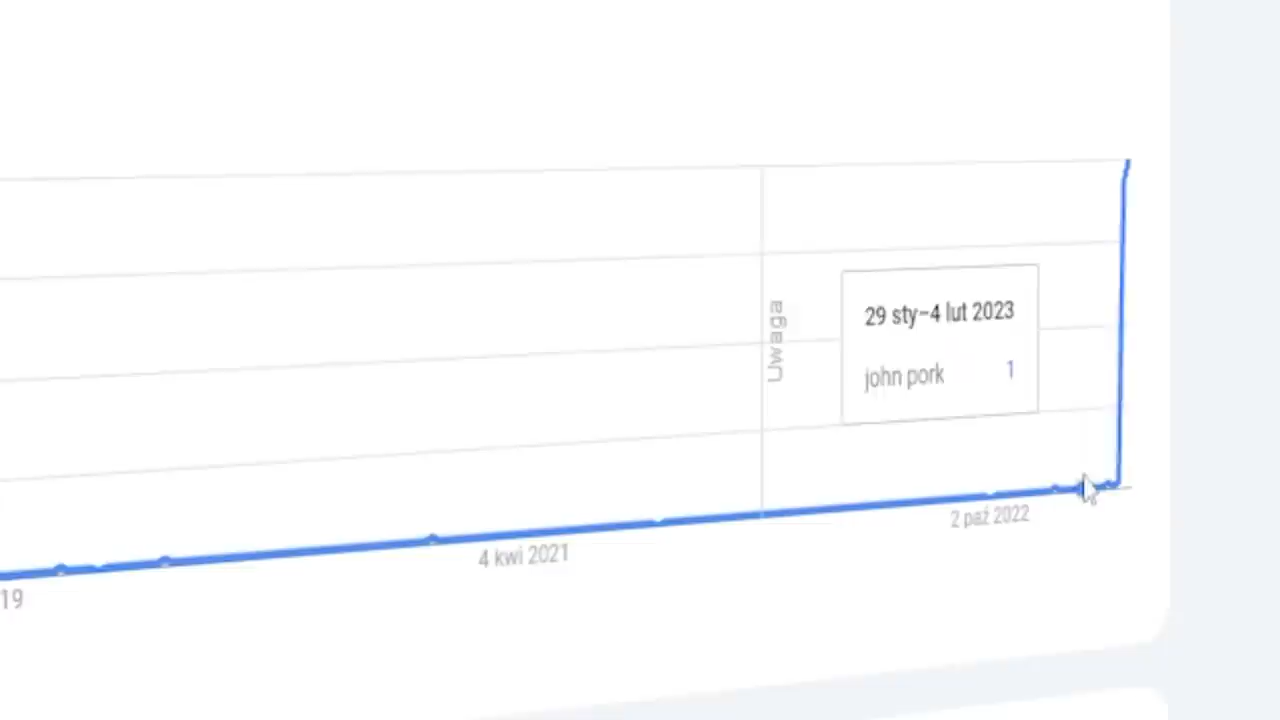 Uwaga
29 sty–4 lut 2023
john pork 1
2 paź 2022
4 kwi 2021
19